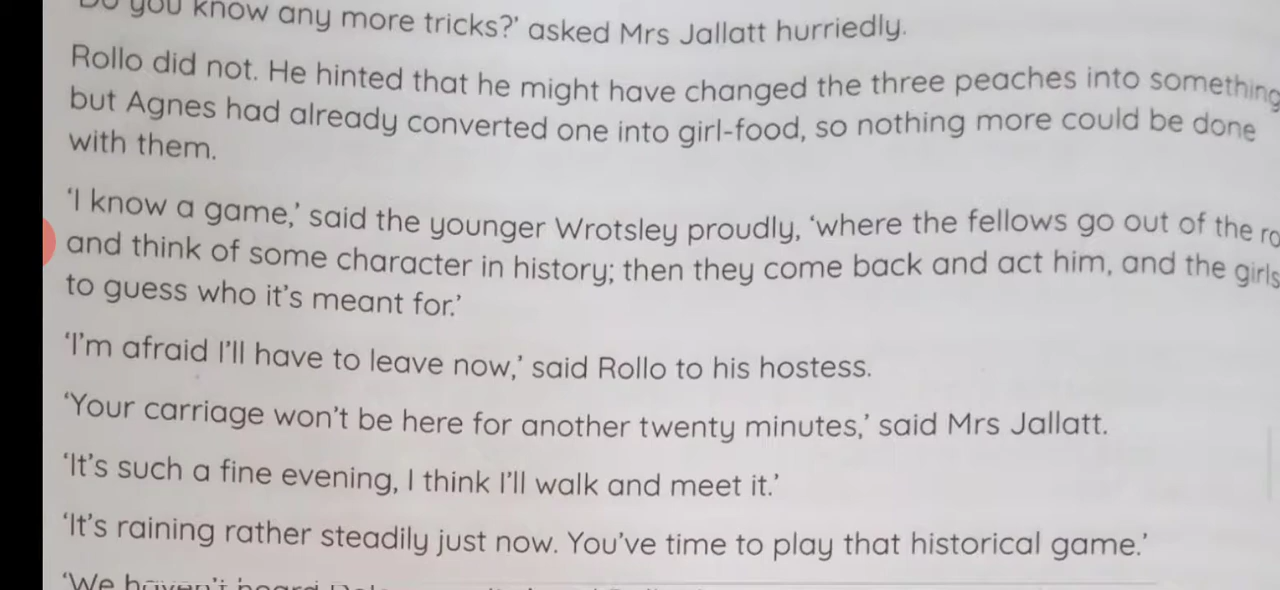 you know any more tricks?' asked Mrs Jallatt hurriedly.
Rollo did not. He hinted that he might have changed the three peaches into something
but Agnes had already converted one into girl-food, so nothing more could be done
with them.
'I know a game,' said the younger Wrotsley proudly, 'where the fellows go out of the
and think of some character in history; then they come back and act him, and the girls
to guess who it's meant for.'
'I'm afraid I'll have to leave now,' said Rollo to his hostess.
'Your carriage won't be here for another twenty minutes,' said Mrs Jallatt.
'It's such a fine evening, I think I'll walk and meet it.'
'It's raining rather steadily just now. You've time to play that historical game.'
'We haven't heard